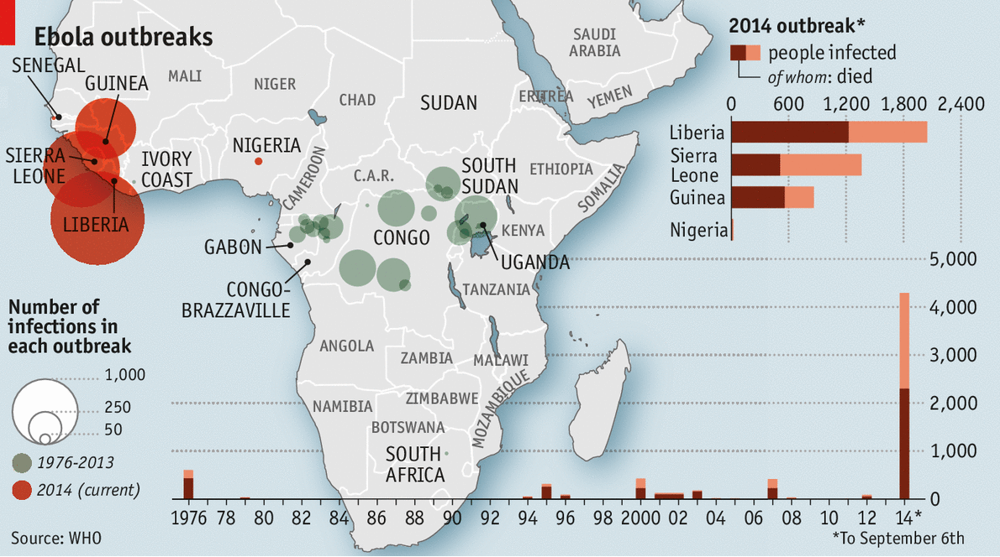 Ebola outbreaks
SENEGAL
GUINEA
MALI
NIGER
CHAD
SUDAN
ERITREA
SAUDI
ARABIA
YEMEN
SIERRA
LEONE
IVORY
COAST
NIGERIA
CAMEROON
C.A.R.
SOUTH
SUDAN
ETHIOPIA
SOMALIA
LIBERIA
GABON
CONGO
KENYA
UGANDA
CONGO-
BRAZZAVILLE
TANZANIA
ANGOLA
ZAMBIA
MALAWI
MOZAMBIQUE
NAMIBIA
ZIMBABWE
BOTSWANA
SOUTH
AFRICA
2014 outbreak*
people infected
of whom: died
0 600 1,200 1,800 2,400
Liberia
Sierra
Leone
Guinea
Nigeria
Number of
infections in
each outbreak
1,000
250
50
1976-2013
2014 (current)
5,000
4,000
3,000
2,000
1,000
0
1976 78 80 82 84 86 88 90 92 94 96 98 2000 02 04 06 08 10 12 14*
Source: WHO
*To September 6th